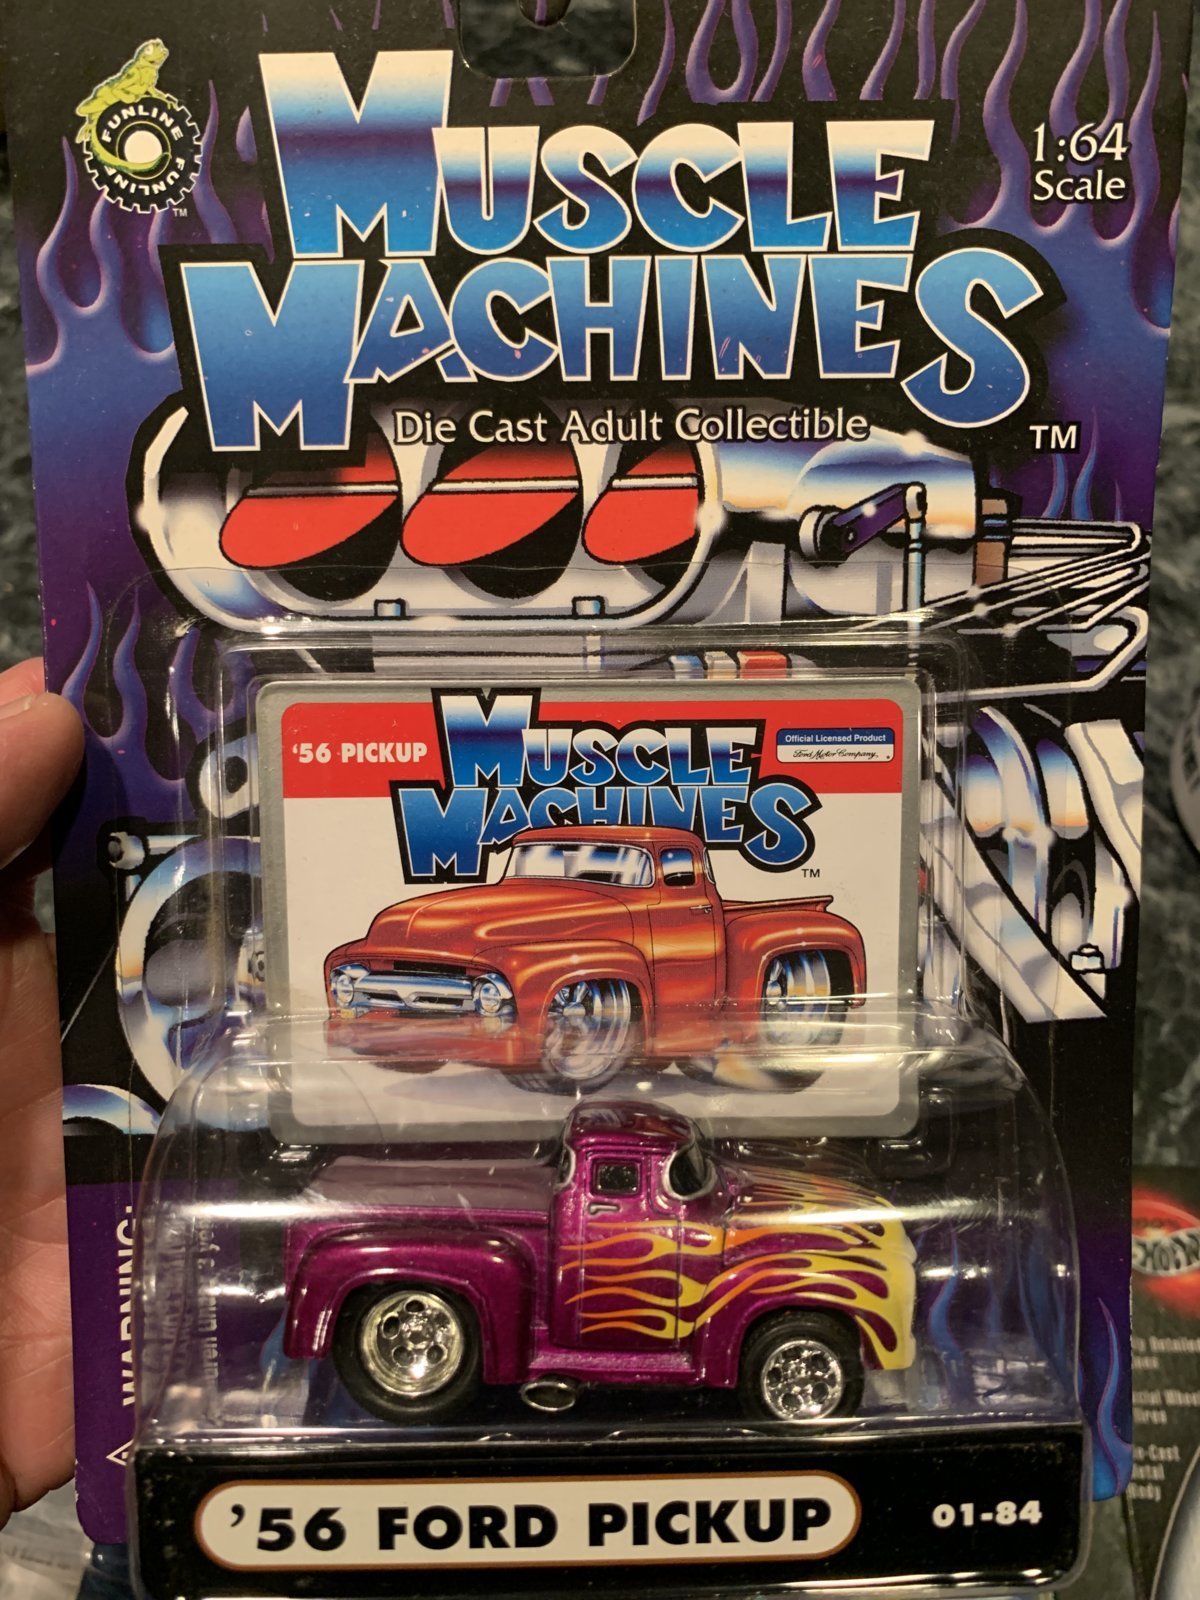 FUNLINE
FUNLINE
TM
MUSCLE
MACHINES
TM
1:64
Scale
Die Cast Adult Collectible
'56 PICKUP
MUSCLE
MACHINES
TM
Official Licensed Product
Ford Motor Company
WARNING:
'56 FORD PICKUP
01-84